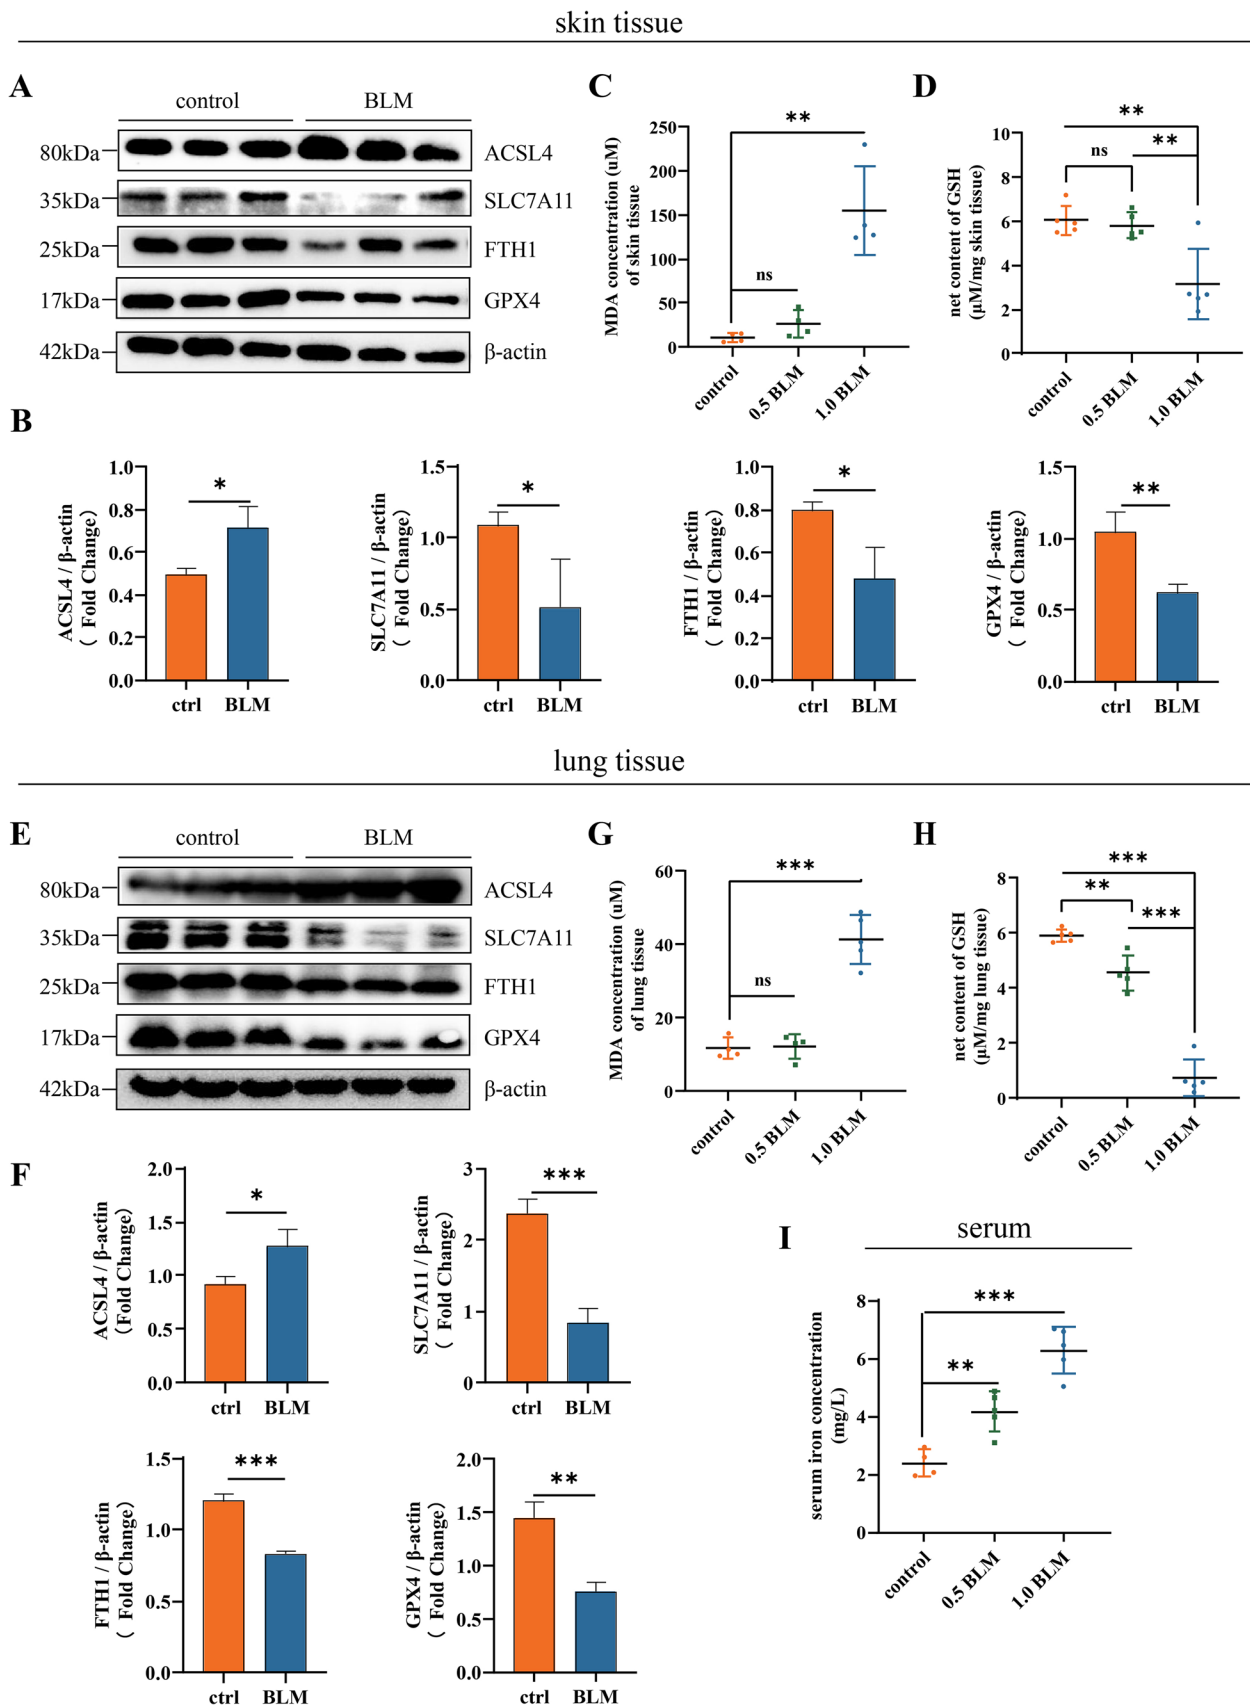 skin tissue
A
control BLM
80kDa ACSL4
35kDa SLC7A11
25kDa FTH1
17kDa GPX4
42kDa β-actin
C
MDA concentration (uM)
of skin tissue
250
200
150
100
50
0
**
ns
control
0.5 BLM
1.0 BLM
D
net content of GSH
(μM/mg skin tissue)
10
8
6
4
2
0
**
ns
**
control
0.5 BLM
1.0 BLM
B
ACSL4 / β-actin
( Fold Change)
1.0
0.8
0.6
0.4
0.2
0.0
*
ctrl BLM
SLC7A11 / β-actin
( Fold Change)
1.5
1.0
0.5
0.0
*
ctrl BLM
FTH1 / β-actin
( Fold Change)
1.0
0.8
0.6
0.4
0.2
0.0
*
ctrl BLM
GPX4 / β-actin
( Fold Change)
1.5
1.0
0.5
0.0
**
ctrl BLM
lung tissue
E
control BLM
80kDa ACSL4
35kDa SLC7A11
25kDa FTH1
17kDa GPX4
42kDa β-actin
G
MDA concentration (uM)
of lung tissue
60
40
20
0
***
ns
control
0.5 BLM
1.0 BLM
H
net content of GSH
(μM/mg lung tissue)
8
6
4
2
0
***
**
***
control
0.5 BLM
1.0 BLM
F
ACSL4 / β-actin
(Fold Change)
2.0
1.5
1.0
0.5
0.0
*
ctrl BLM
SLC7A11 / β-actin
( Fold Change)
3
2
1
0
***
ctrl BLM
FTH1 / β-actin
( Fold Change)
1.5
1.0
0.5
0.0
***
ctrl BLM
GPX4 / β-actin
( Fold Change)
2.0
1.5
1.0
0.5
0.0
**
ctrl BLM
I
serum
serum iron concentration
(mg/L)
8
6
4
2
0
***
**
control
0.5 BLM
1.0 BLM